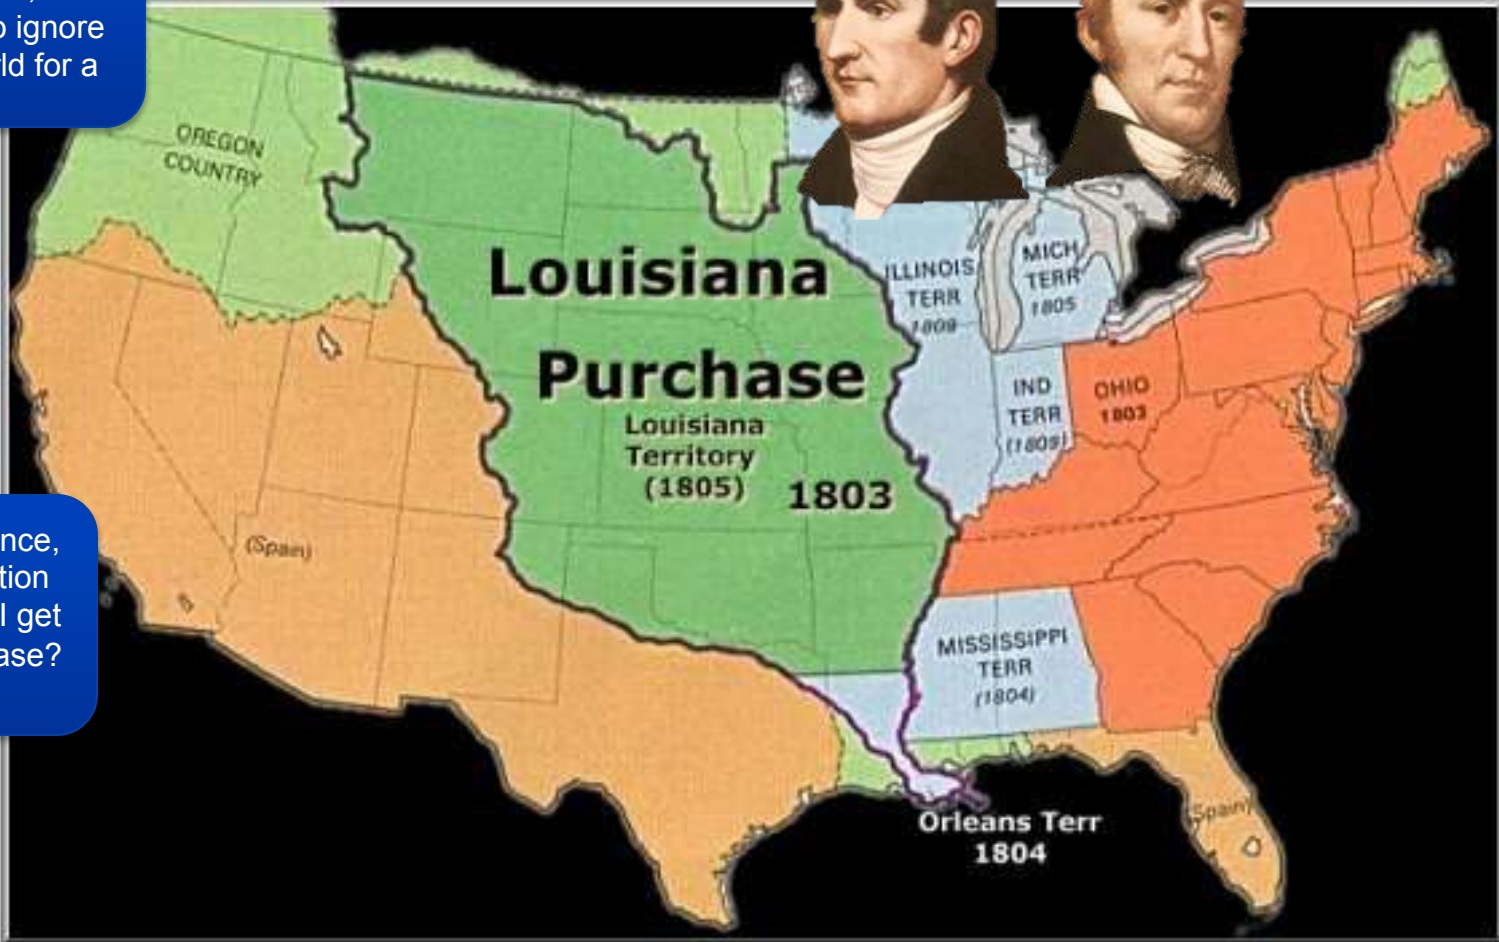 o ignore
ld for a
OREGON
COUNTRY
Louisiana
Purchase
Louisiana
Territory
(1805)
1803
ILLINOIS
TERR
1809
MICH
TERR
1805
IND
TERR
(1809)
OHIO
1803
nce,
tion
I get
ase?
(Spain)
MISSISSIPPI
TERR
(1804)
(Spain)
Orleans Terr
1804